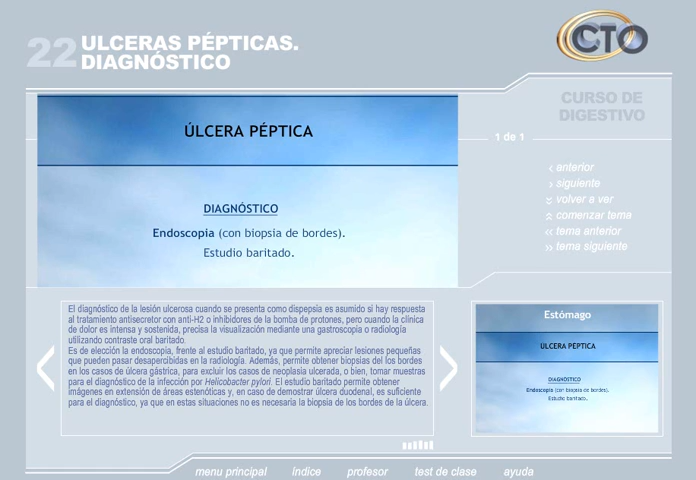 22
ULCERAS PÉPTICAS.
DIAGNÓSTICO
CTO
CURSO DE
DIGESTIVO
1 de 1
‹ anterior
› siguiente
volver a ver
comenzar tema
« tema anterior
» tema siguiente
ÚLCERA PÉPTICA
DIAGNÓSTICO
Endoscopia (con biopsia de bordes).
Estudio baritado.
El diagnóstico de la lesión ulcerosa cuando se presenta como dispepsia es asumido si hay respuesta
al tratamiento antisecretor con anti-H2 o inhibidores de la bomba de protones, pero cuando la clínica
de dolor es intensa y sostenida, precisa la visualización mediante una gastroscopia o radiología
utilizando contraste oral baritado.
Es de elección la endoscopia, frente al estudio baritado, ya que permite apreciar lesiones pequeñas
que pueden pasar desapercibidas en la radiología. Además, permite obtener biopsias del los bordes
en los casos de úlcera gástrica, para excluir los casos de neoplasia ulcerada, o bien, tomar muestras
para el diagnóstico de la infección por Helicobacter pylori. El estudio baritado permite obtener
imágenes en extensión de áreas estenóticas y, en caso de demostrar úlcera duodenal, es suficiente
para el diagnóstico, ya que en estas situaciones no es necesaria la biopsia de los bordes de la úlcera.
Estómago
ÚLCERA PÉPTICA
DIAGNÓSTICO
Endoscopia (con biopsia de bordes).
Estudio baritado.
menu principal índice profesor test de clase ayuda